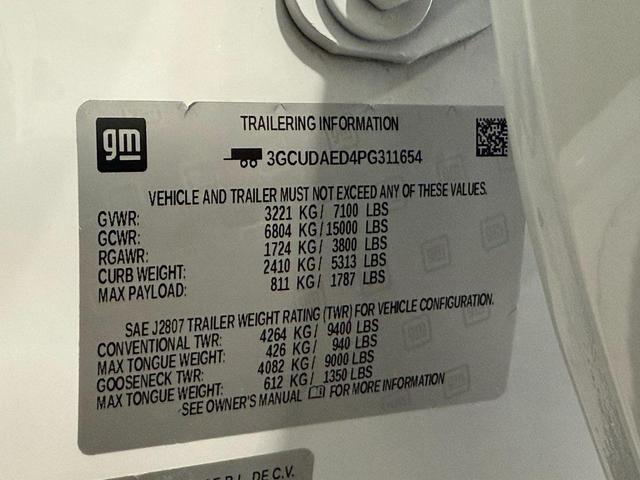 gm
TRAILERING INFORMATION
3GCUDAED4PG311654
VEHICLE AND TRAILER MUST NOT EXCEED ANY OF THESE VALUES.
GVWR: 3221 KG/ 7100 LBS
GCWR: 6804 KG/ 15000 LBS
RGAWR: 1724 KG/ 3800 LBS
CURB WEIGHT: 2410 KG/ 5313 LBS
MAX PAYLOAD: 811 KG/ 1787 LBS
SAE J2807 TRAILER WEIGHT RATING (TWR) FOR VEHICLE CONFIGURATION.
CONVENTIONAL TWR: 4264 KG/ 9400 LBS
MAX TONGUE WEIGHT: 426 KG/ 940 LBS
GOOSENECK TWR: 4082 KG/ 9000 LBS
MAX TONGUE WEIGHT: 612 KG/ 1350 LBS
SEE OWNER'S MANUAL FOR MORE INFORMATION
DE C.V.